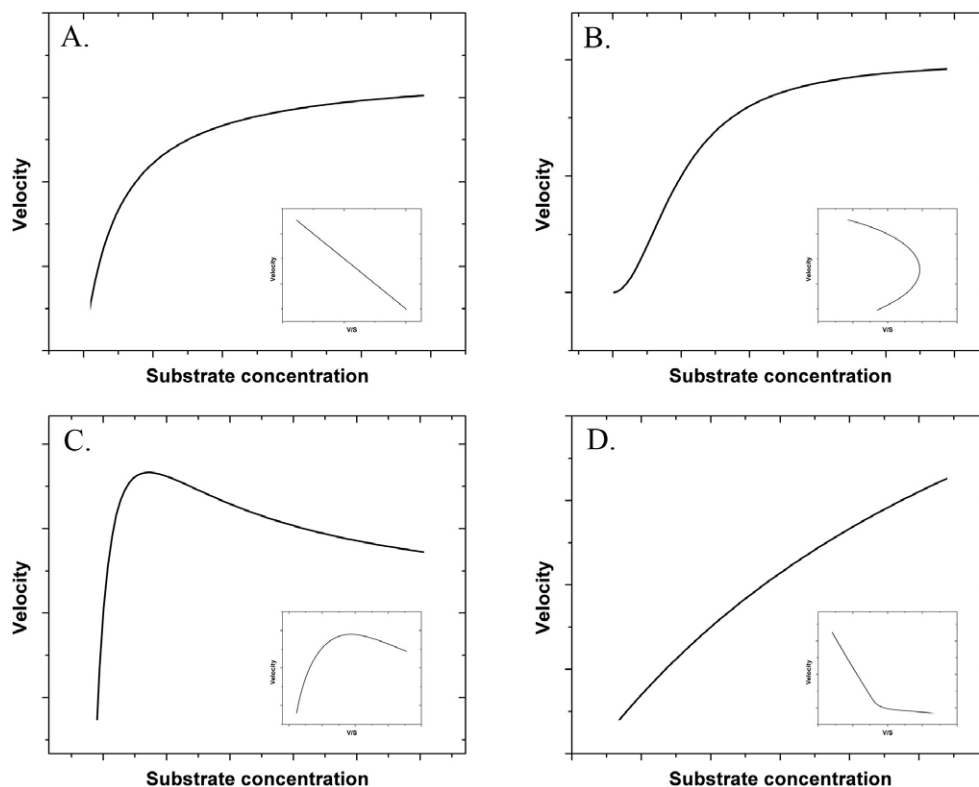 A.
Velocity
Velocity
V/S
Substrate concentration
B.
Velocity
Velocity
V/S
Substrate concentration
C.
Velocity
Velocity
V/S
Substrate concentration
D.
Velocity
Velocity
V/S
Substrate concentration